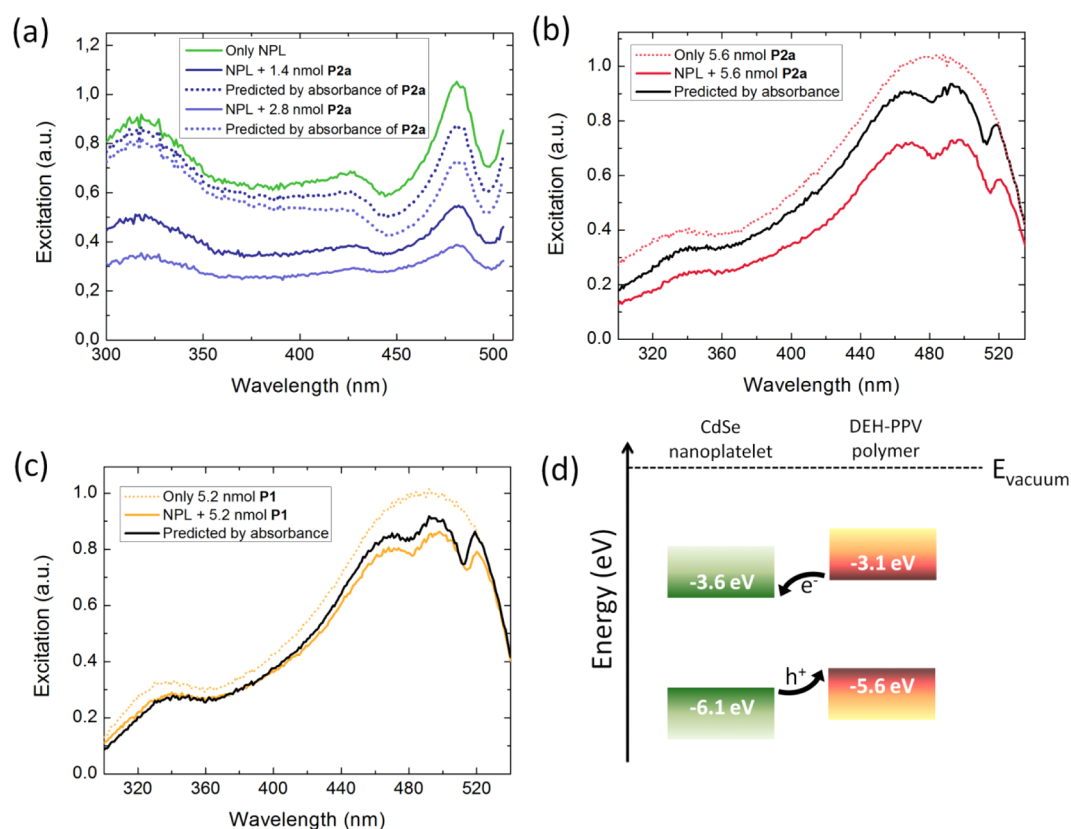 (a)
1,2
1,0
0,8
0,6
0,4
0,2
0,0
Excitation (a.u.)
Only NPL
NPL + 1.4 nmol P2a
Predicted by absorbance of P2a
NPL + 2.8 nmol P2a
Predicted by absorbance of P2a
300 350 400 450 500
Wavelength (nm)
(b)
1.0
0.8
0.6
0.4
0.2
0.0
Excitation (a.u.)
Only 5.6 nmol P2a
NPL + 5.6 nmol P2a
Predicted by absorbance
320 360 400 440 480 520
Wavelength (nm)
(c)
1.0
0.8
0.6
0.4
0.2
0.0
Excitation (a.u.)
Only 5.2 nmol P1
NPL + 5.2 nmol P1
Predicted by absorbance
320 360 400 440 480 520
Wavelength (nm)
(d)
CdSe
nanoplatelet
DEH-PPV
polymer
Evacuum
Energy (eV)
-3.6 eV
-3.1 eV
e-
h+
-6.1 eV
-5.6 eV